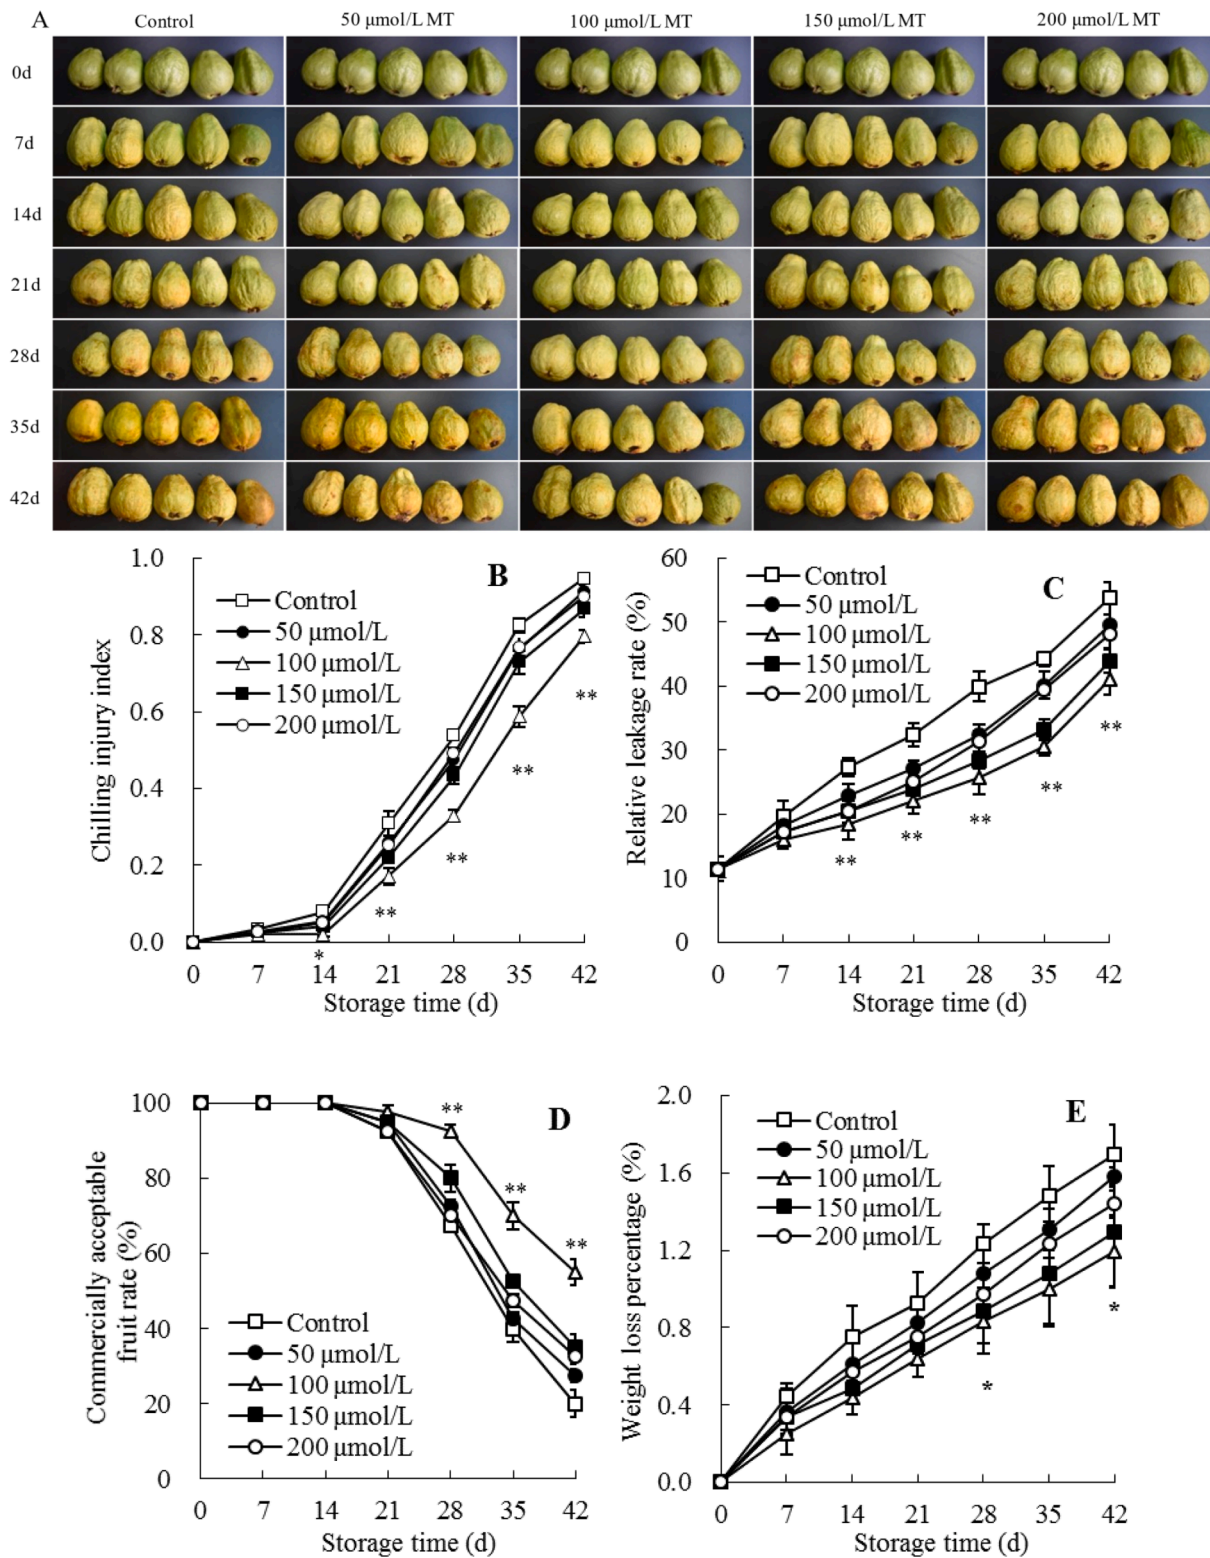 A
Control
50 μmol/L MT
100 μmol/L MT
150 μmol/L MT
200 μmol/L MT
0d
7d
14d
21d
28d
35d
42d
B
Chilling injury index
1.0
0.8
0.6
0.4
0.2
0.0
Control
50 μmol/L
100 μmol/L
150 μmol/L
200 μmol/L
*
**
**
**
**
0 7 14 21 28 35 42
Storage time (d)
C
Relative leakage rate (%)
60
50
40
30
20
10
0
Control
50 μmol/L
100 μmol/L
150 μmol/L
200 μmol/L
**
**
**
**
**
0 7 14 21 28 35 42
Storage time (d)
D
Commercially acceptable
fruit rate (%)
100
80
60
40
20
0
**
**
**
Control
50 μmol/L
100 μmol/L
150 μmol/L
200 μmol/L
0 7 14 21 28 35 42
Storage time (d)
E
Weight loss percentage (%)
2.0
1.6
1.2
0.8
0.4
0.0
Control
50 μmol/L
100 μmol/L
150 μmol/L
200 μmol/L
*
*
0 7 14 21 28 35 42
Storage time (d)